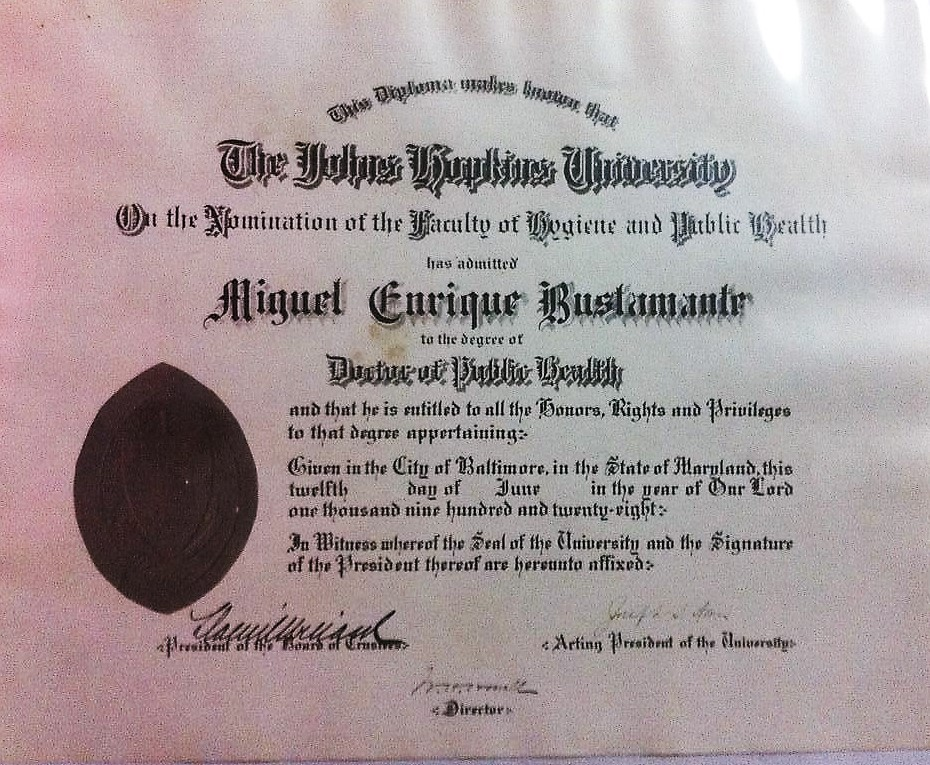 This Diploma makes known that
The Johns Hopkins University
On the Nomination of the Faculty of Hygiene and Public Health
has admitted
Miguel Enrique Bustamante
to the degree of
Doctor of Public Health
and that he is entitled to all the Honors, Rights and Privileges
to that degree appertaining:-
Given in the City of Baltimore, in the State of Maryland, this
twelfth day of June in the year of Our Lord
one thousand nine hundred and twenty-eight:-
In Witness whereof the Seal of the University and the Signature
of the President thereof are hereunto affixed:-
President of the Board of Trustees
Acting President of the University
Director